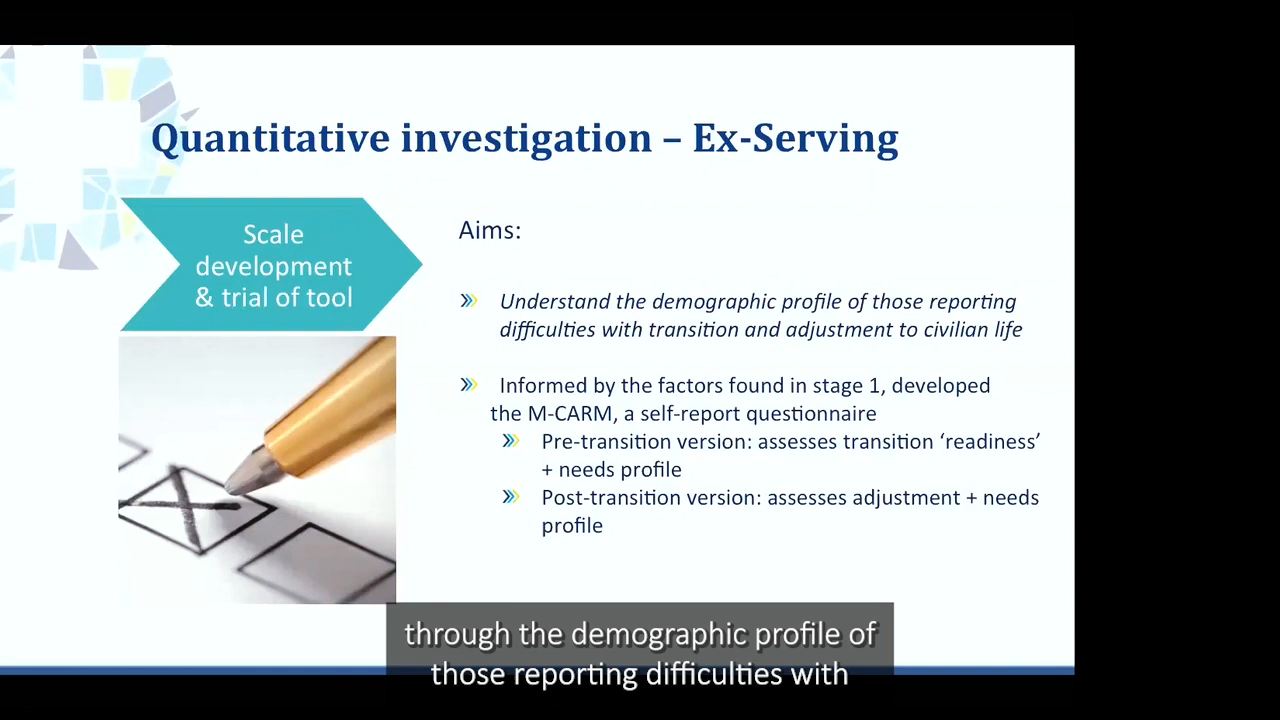 Quantitative investigation – Ex-Serving
Scale
development
& trial of tool
Aims:
Understand the demographic profile of those reporting
difficulties with transition and adjustment to civilian life
Informed by the factors found in stage 1, developed
the M-CARM, a self-report questionnaire
Pre-transition version: assesses transition ‘readiness’
+ needs profile
Post-transition version: assesses adjustment + needs
profile
through the demographic profile of
those reporting difficulties with